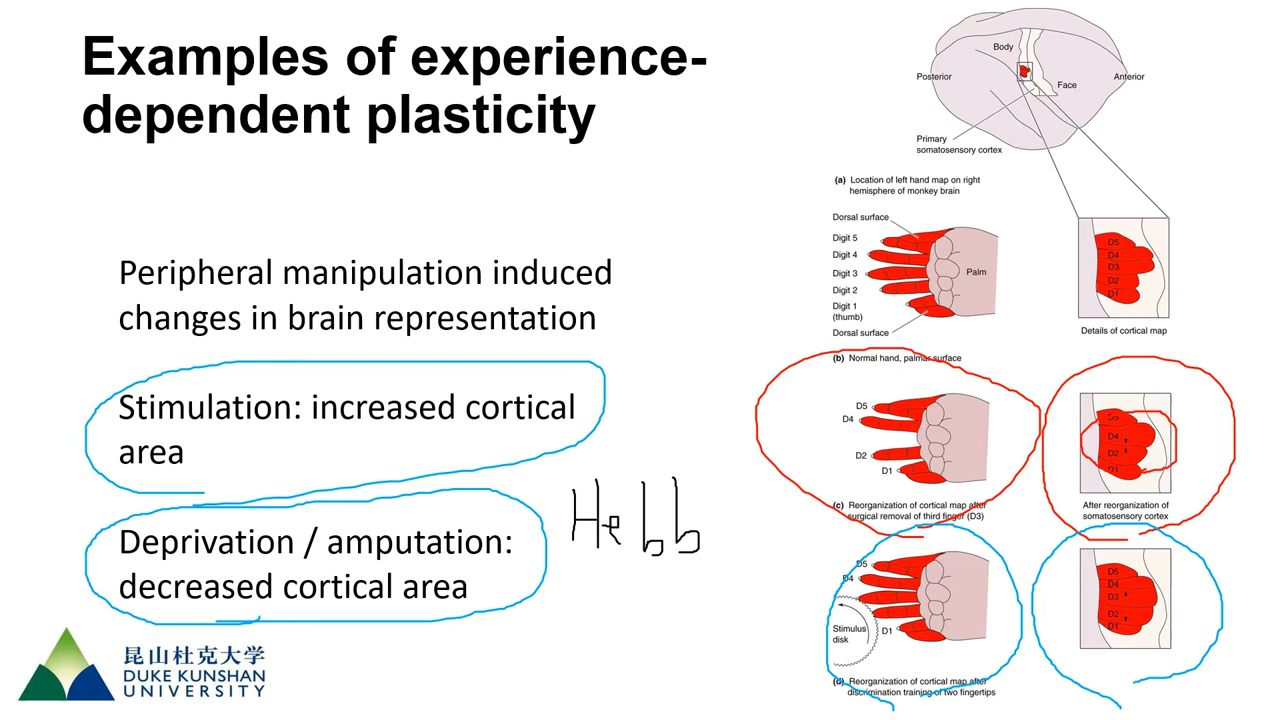 Examples of experience-
dependent plasticity
Peripheral manipulation induced
changes in brain representation
Stimulation: increased cortical
area
Deprivation / amputation:
decreased cortical area
Hebb
昆山杜克大学
DUKE KUNSHAN
UNIVERSITY
Body
Posterior
Anterior
Face
Primary
somatosensory cortex
(a) Location of left hand map on right
hemisphere of monkey brain
Dorsal surface
Digit 5
Digit 4
Digit 3
Digit 2
Digit 1
(thumb)
Dorsal surface
Palm
D5
D4
D3
D2
D1
Details of cortical map
(b) Normal hand, palmar surface
D5
D4
D2
D1
D5
D4
D2
D1
(c) Reorganization of cortical map after
surgical removal of third finger (D3)
After reorganization of
somatosensory cortex
D5
D4
D1
Stimulus
disk
D5
D4
D3
D2
D1
(d) Reorganization of cortical map after
discrimination training of two fingertips